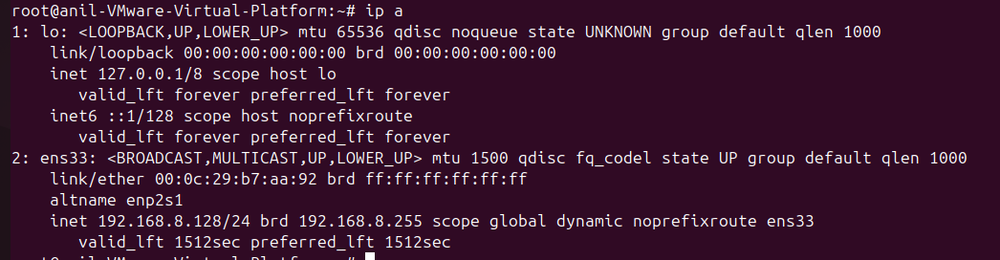 root@anil-VMware-Virtual-Platform:~# ip a
1: lo: <LOOPBACK,UP,LOWER_UP> mtu 65536 qdisc noqueue state UNKNOWN group default qlen 1000
    link/loopback 00:00:00:00:00:00 brd 00:00:00:00:00:00
    inet 127.0.0.1/8 scope host lo
       valid_lft forever preferred_lft forever
    inet6 ::1/128 scope host noprefixroute
       valid_lft forever preferred_lft forever
2: ens33: <BROADCAST,MULTICAST,UP,LOWER_UP> mtu 1500 qdisc fq_codel state UP group default qlen 1000
    link/ether 00:0c:29:b7:aa:92 brd ff:ff:ff:ff:ff:ff
    altname enp2s1
    inet 192.168.8.128/24 brd 192.168.8.255 scope global dynamic noprefixroute ens33
       valid_lft 1512sec preferred_lft 1512sec
root@anil-VMware-Virtual-Platform:~#